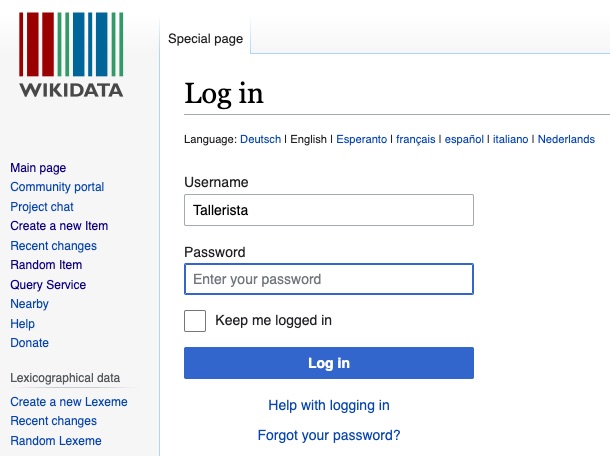 WIKIDATA
Main page
Community portal
Project chat
Create a new Item
Recent changes
Random Item
Query Service
Nearby
Help
Donate
Lexicographical data
Create a new Lexeme
Recent changes
Random Lexeme
Special page
Log in
Language: Deutsch | English | Esperanto | français | español | italiano | Nederlands
Username
Tallerista
Password
Enter your password
Keep me logged in
Log in
Help with logging in
Forgot your password?